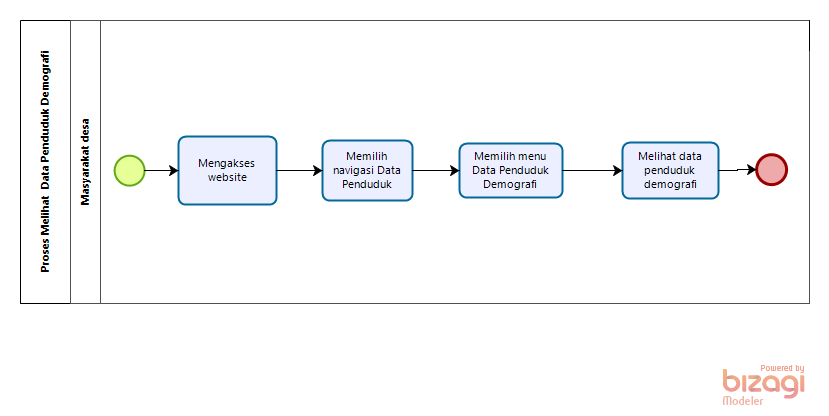 Proses Melihat  Data Penduduk Demografi
Masyarakat desa
Mengakses
website
Memilih
navigasi Data
Penduduk
Memilih menu
Data Penduduk
Demografi
Melihat data
penduduk
demografi
Powered by
bizagi
Modeler